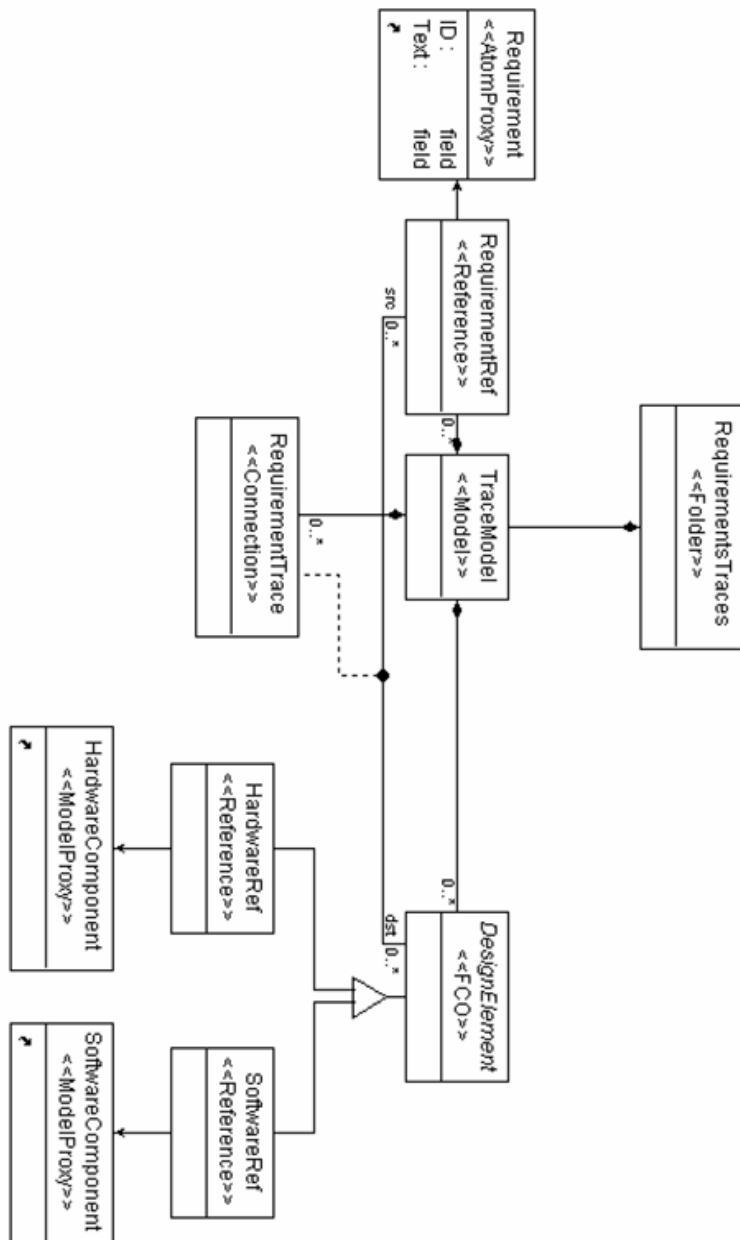 RequirementsTraces
<<Folder>>
Requirement
<<AtomProxy>>
ID : field
Text : field
RequirementRef
<<Reference>>
0..*
TraceModel
<<Model>>
0..*
DesignElement
<<FCO>>
src
0..*
dst
0..*
0..*
RequirementTrace
<<Connection>>
HardwareRef
<<Reference>>
SoftwareRef
<<Reference>>
HardwareComponent
<<ModelProxy>>
SoftwareComponent
<<ModelProxy>>